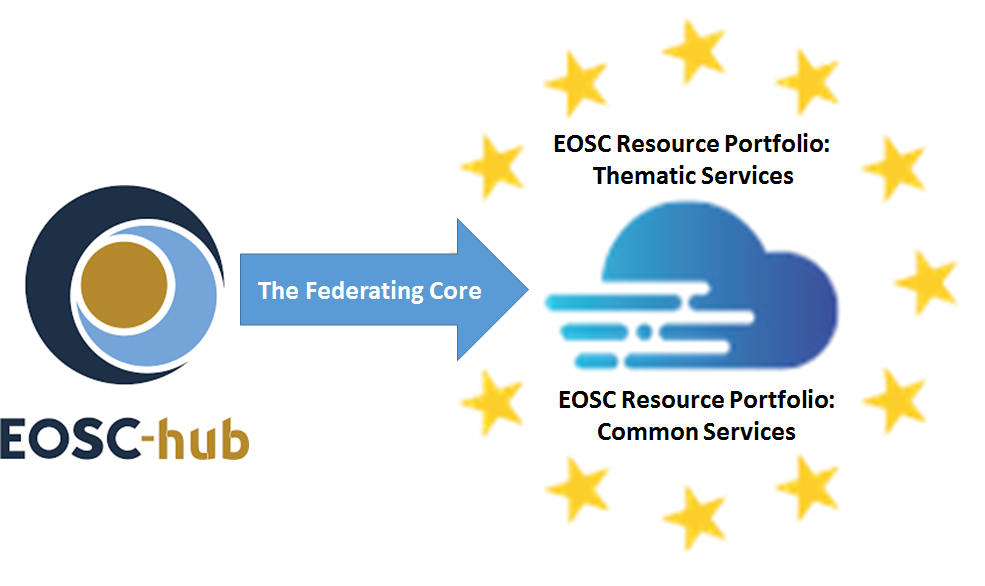 EOSC Resource Portfolio:
Thematic Services
The Federating Core
EOSC Resource Portfolio:
Common Services
EOSC-hub